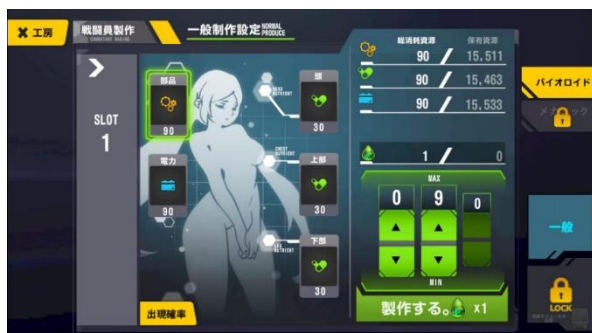 工房
戦闘員製作
一般制作設定 NORMAL PRODUCE
SLOT
1
部品
90
電力
90
頭
30
上部
30
下部
30
出現確率
総消耗資源
保有資源
90 / 15,511
90 / 15,463
90 / 15,533
1 / 0
MAX
0 9 0
MIN
製作する。 x1
バイオロイド
一般
LOCK